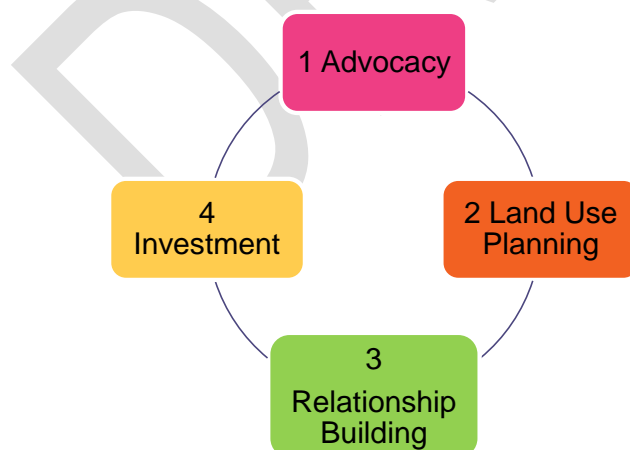 1 Advocacy
2 Land Use
Planning
3
Relationship
Building
4
Investment